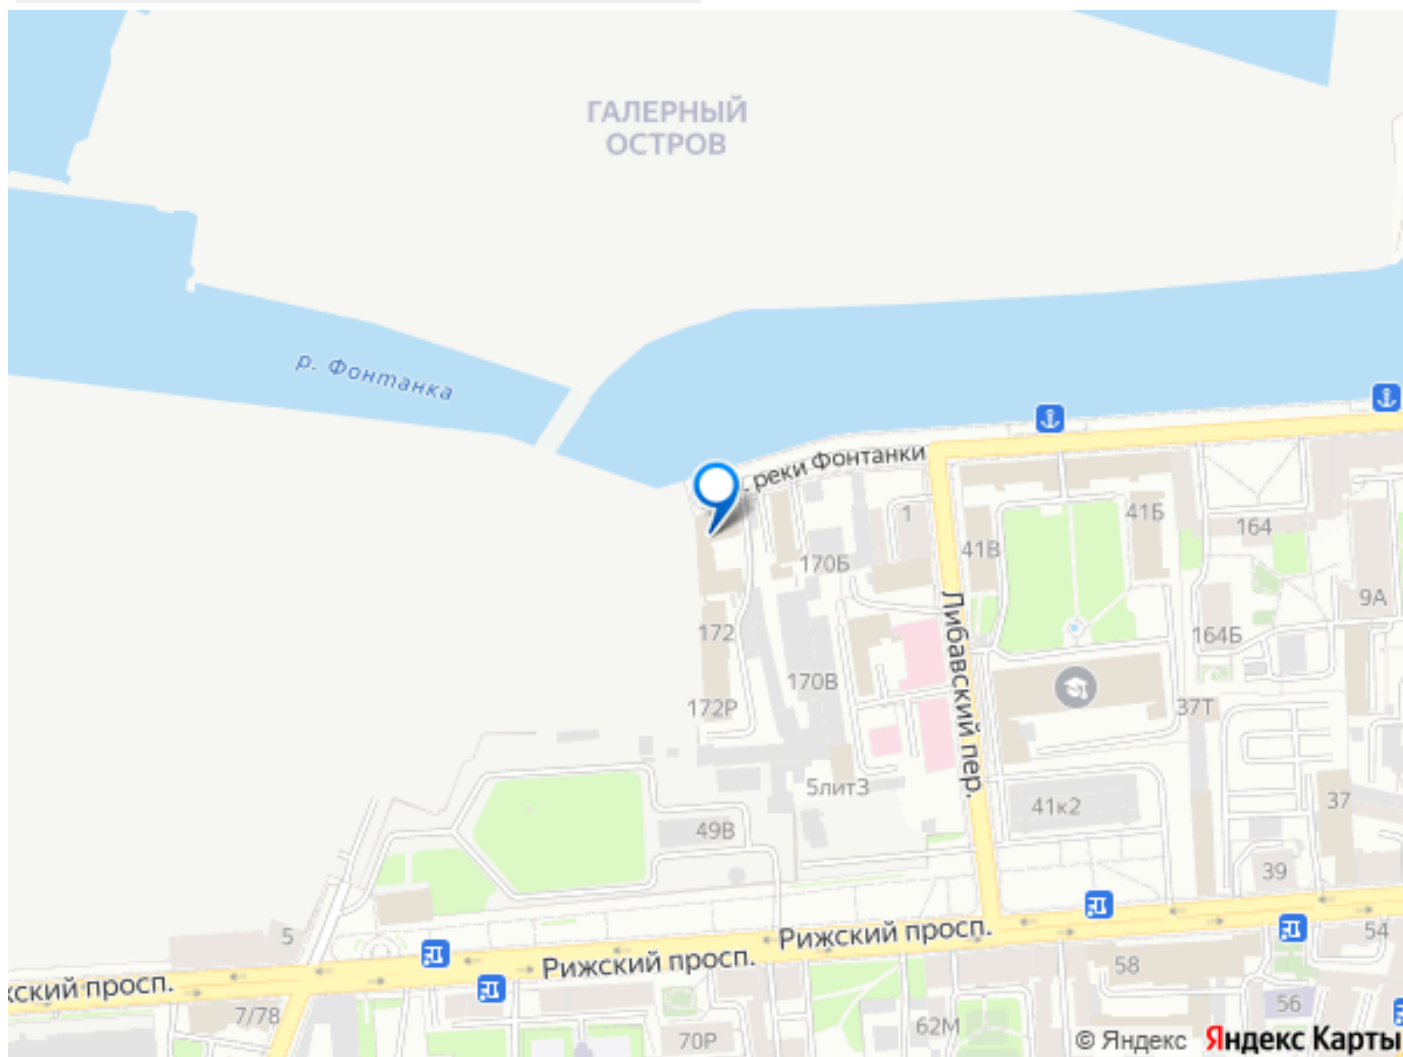 ГАЛЕРНЫЙ
ОСТРОВ
р. Фонтанка
. реки Фонтанки
1
41Б
164
41В
170Б
9А
172
164Б
Либавский пер.
170В
172Р
37Т
5лит3
41к2
37
49В
39
Рижский просп.
54
5
Рижский просп.
58
жский просп.
56
7/78
62М
70Р
© Яндекс Яндекс Карты